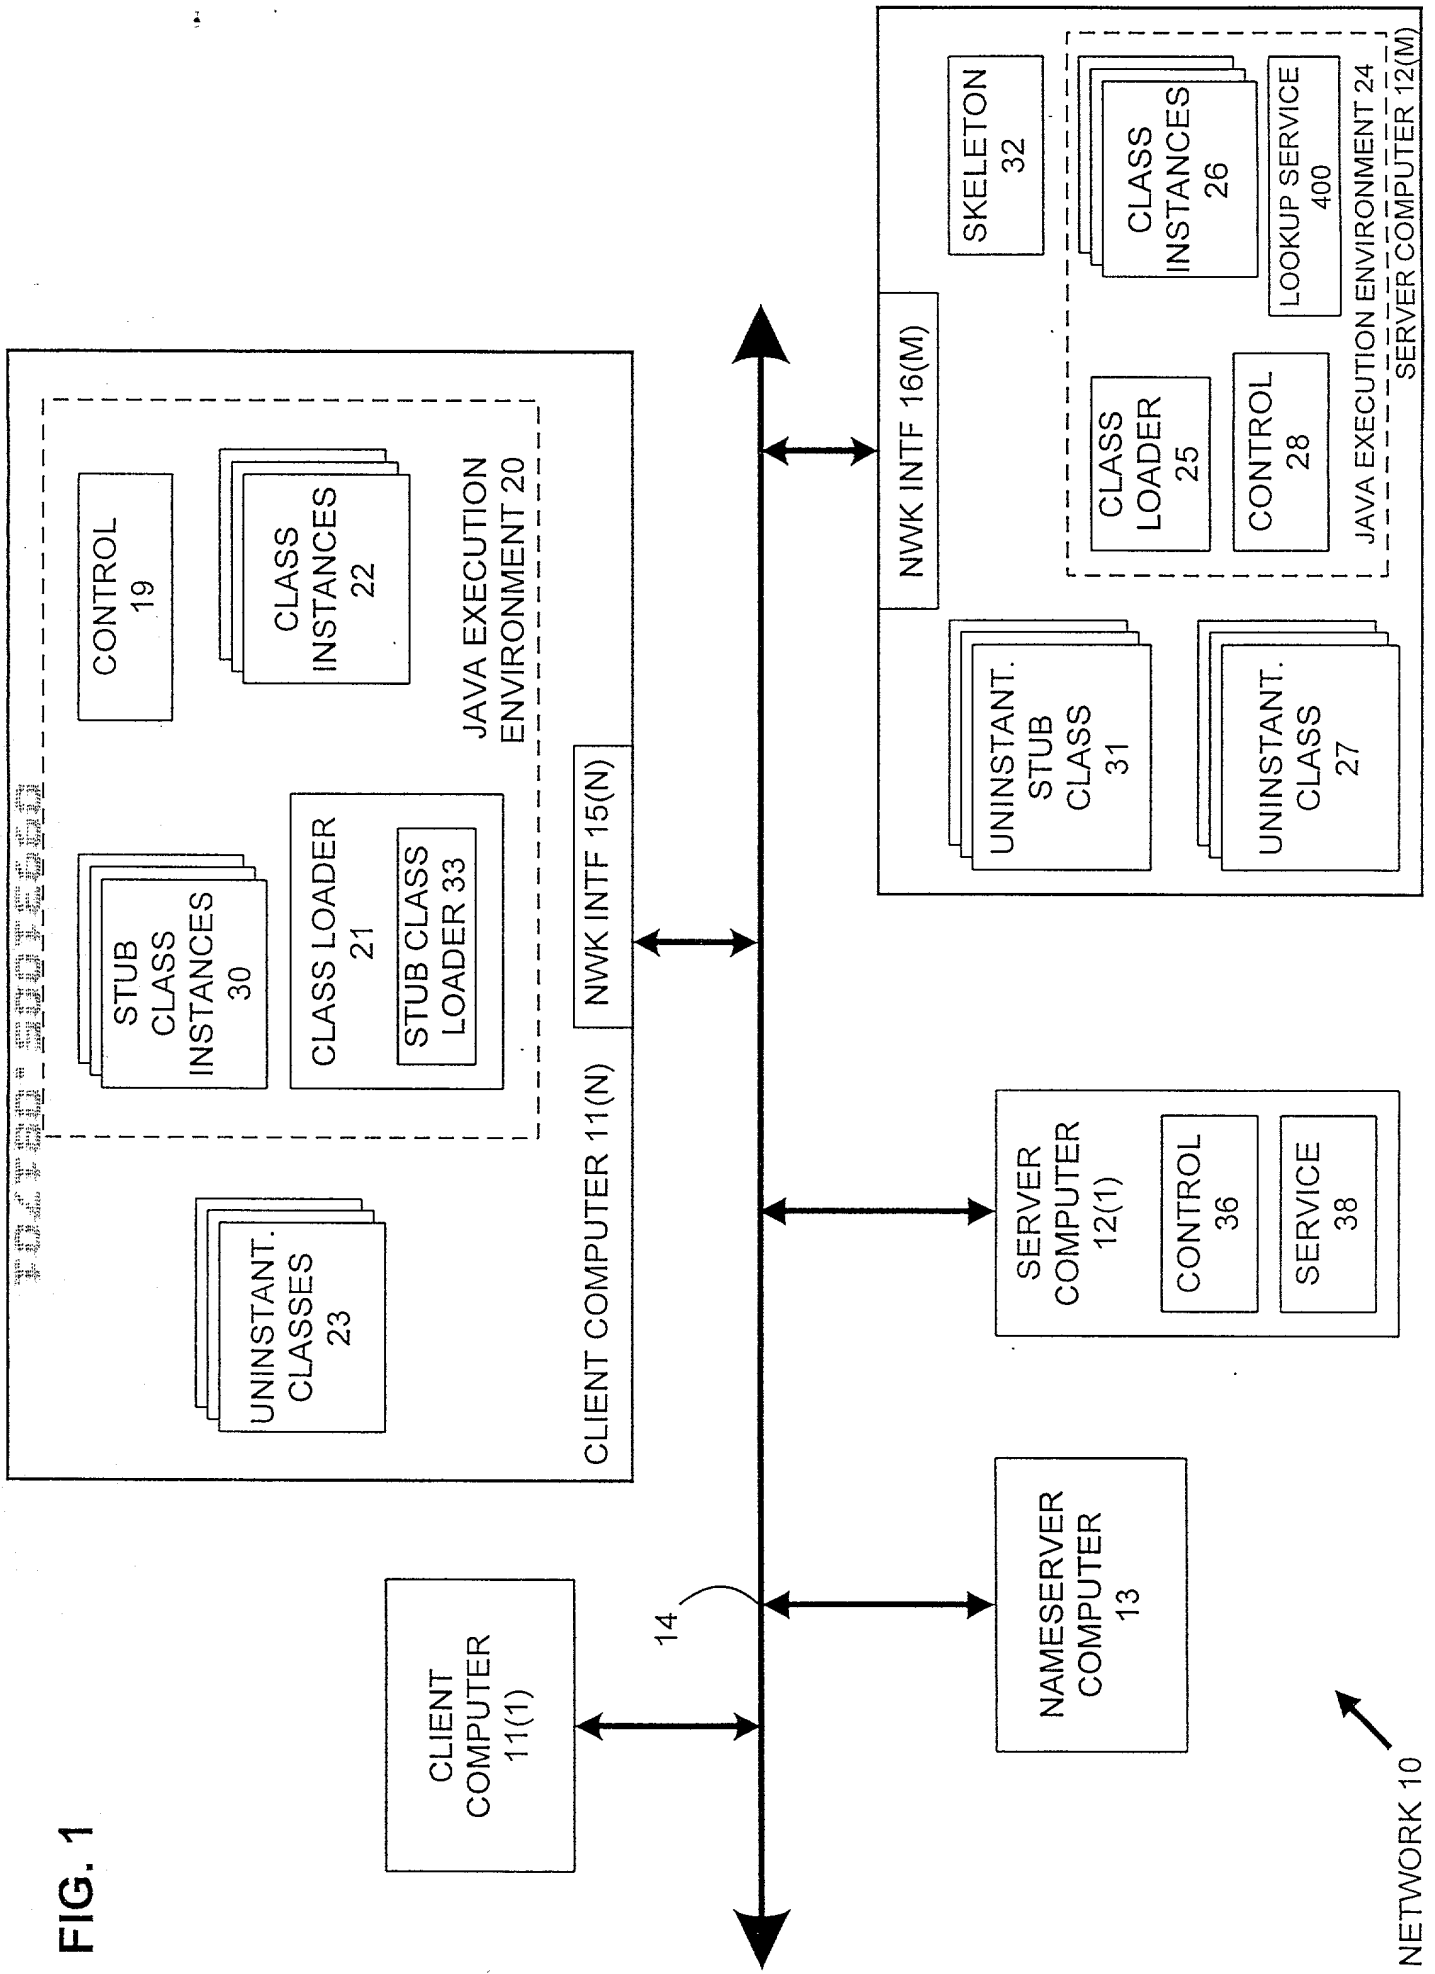 FIG. 1
CLIENT
COMPUTER
11(1)
UNINSTANT.
CLASSES
23
STUB
CLASS
INSTANCES
30
CONTROL
19
CLASS LOADER
21
STUB CLASS
LOADER 33
CLASS
INSTANCES
22
JAVA EXECUTION
ENVIRONMENT 20
CLIENT COMPUTER 11(N)
NWK INTF 15(N)
14
NAMESERVER
COMPUTER
13
SERVER
COMPUTER
12(1)
CONTROL
36
SERVICE
38
NWK INTF 16(M)
UNINSTANT.
STUB
CLASS
31
UNINSTANT.
CLASS
27
SKELETON
32
CLASS
LOADER
25
CONTROL
28
CLASS
INSTANCES
26
LOOKUP SERVICE
400
JAVA EXECUTION ENVIRONMENT 24
SERVER COMPUTER 12(M)
NETWORK 10